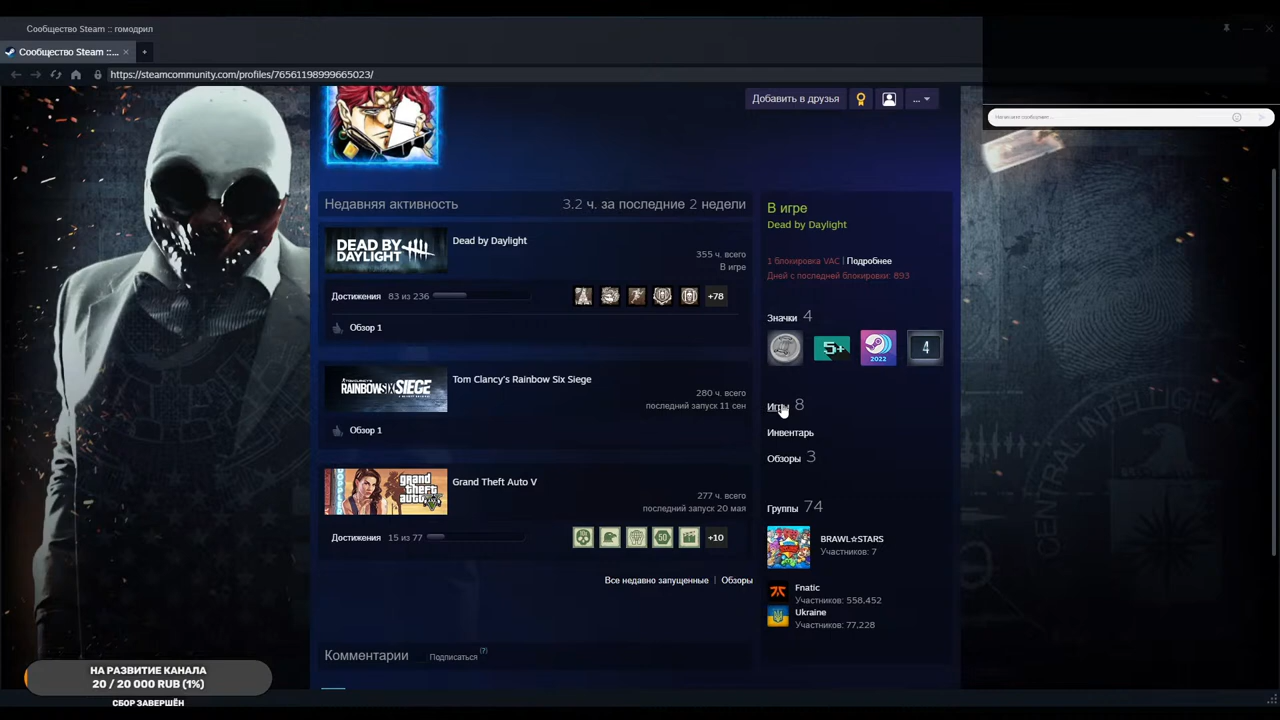 Сообщество Steam :: гомодрил
Сообщество Steam ::...
https://steamcommunity.com/profiles/76561198999665023/
Добавить в друзья
...
Недавняя активность
3.2 ч. за последние 2 недели
DEAD BY DAYLIGHT
Dead by Daylight
355 ч. всего
В игре
Достижения 83 из 236
+78
Обзор 1
TOM CLANCY'S
RAINBOW SIX SIEGE
Tom Clancy's Rainbow Six Siege
280 ч. всего
последний запуск 11 сен
Обзор 1
grand theft auto V
Grand Theft Auto V
277 ч. всего
последний запуск 20 мая
Достижения 15 из 77
50
+10
Все недавно запущенные | Обзоры
Комментарии
Подписаться (?)
В игре
Dead by Daylight
1 блокировка VAC | Подробнее
Дней с последней блокировки: 893
Значки 4
5+
2022
4
Игры 8
Инвентарь
Обзоры 3
Группы 74
BRAWL☆STARS
Участников: 7
Fnatic
Участников: 558,452
Ukraine
Участников: 77,228
CENTRAL INTELLIGENCE
НА РАЗВИТИЕ КАНАЛА
20 / 20 000 RUB (1%)
СБОР ЗАВЕРШЁН